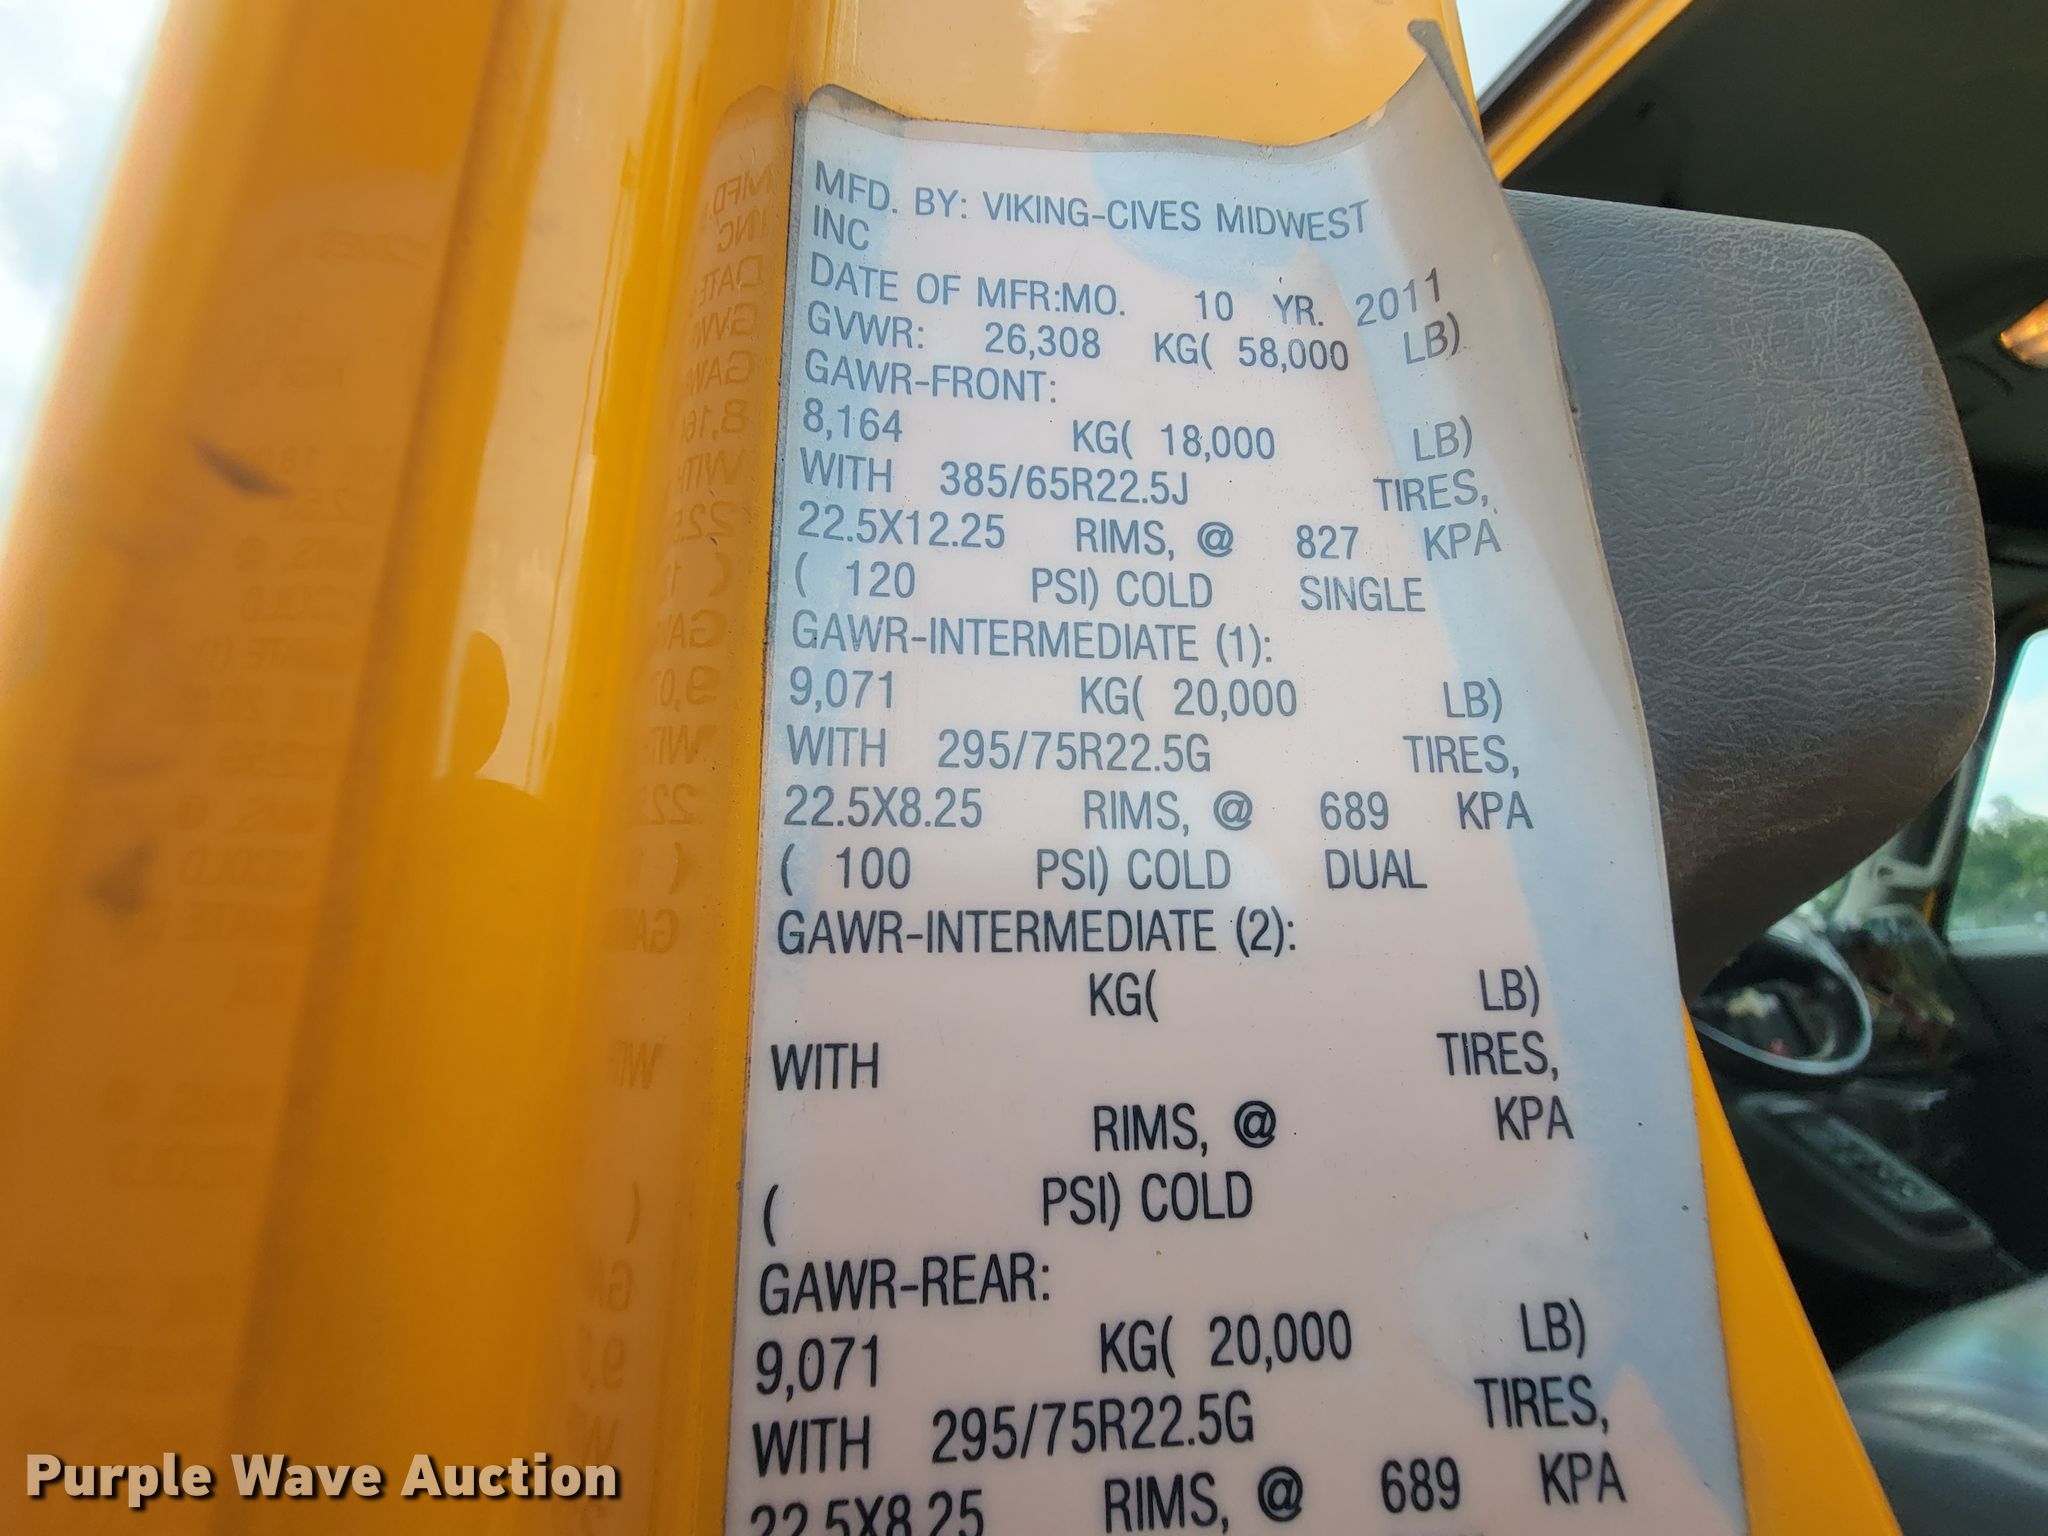 MFD. BY: VIKING-CIVES MIDWEST
INC
DATE OF MFR:MO. 10 YR. 2011
GVWR: 26,308 KG( 58,000 LB)
GAWR-FRONT:
8,164 KG( 18,000 LB)
WITH 385/65R22.5J TIRES,
22.5X12.25 RIMS, @ 827 KPA
( 120 PSI) COLD SINGLE
GAWR-INTERMEDIATE (1):
9,071 KG( 20,000 LB)
WITH 295/75R22.5G TIRES,
22.5X8.25 RIMS, @ 689 KPA
( 100 PSI) COLD DUAL
GAWR-INTERMEDIATE (2):
KG( LB)
WITH TIRES,
RIMS, @ KPA
( PSI) COLD
GAWR-REAR:
9,071 KG( 20,000 LB)
WITH 295/75R22.5G TIRES,
22.5X8.25 RIMS, @ 689 KPA
Purple Wave Auction